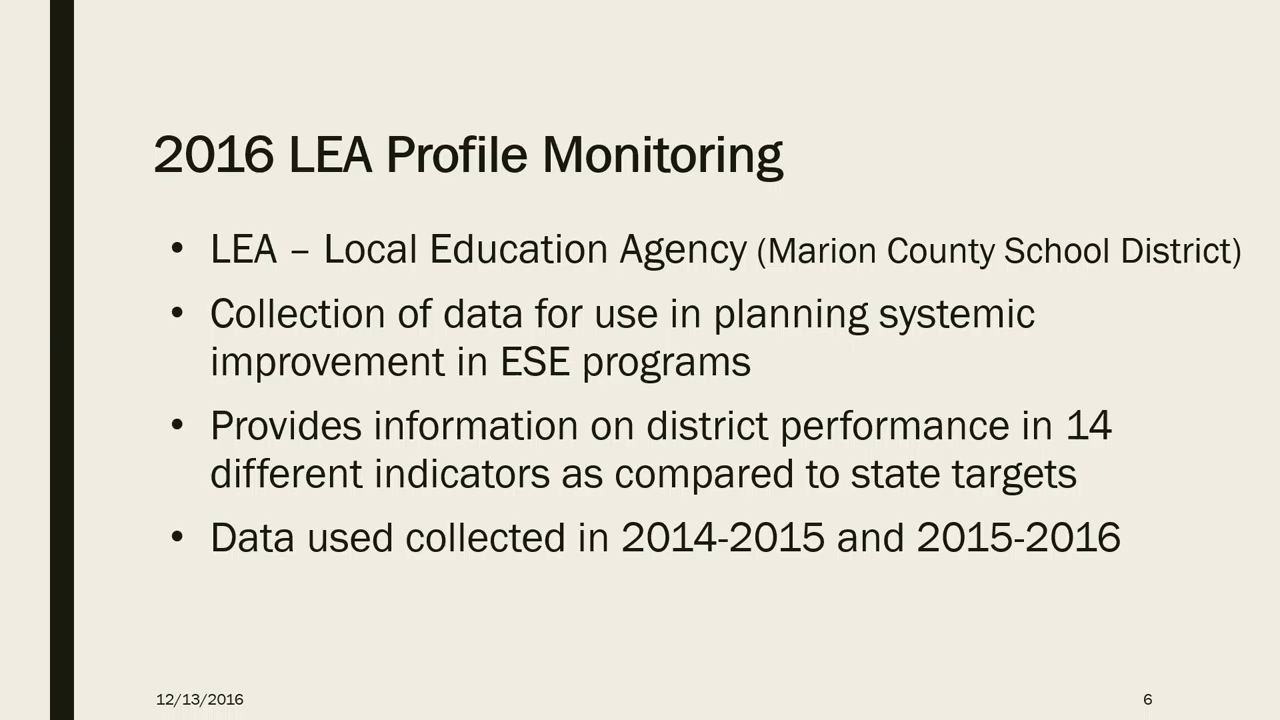 2016 LEA Profile Monitoring
• LEA – Local Education Agency (Marion County School District)
• Collection of data for use in planning systemic
improvement in ESE programs
• Provides information on district performance in 14
different indicators as compared to state targets
• Data used collected in 2014-2015 and 2015-2016
12/13/2016
6